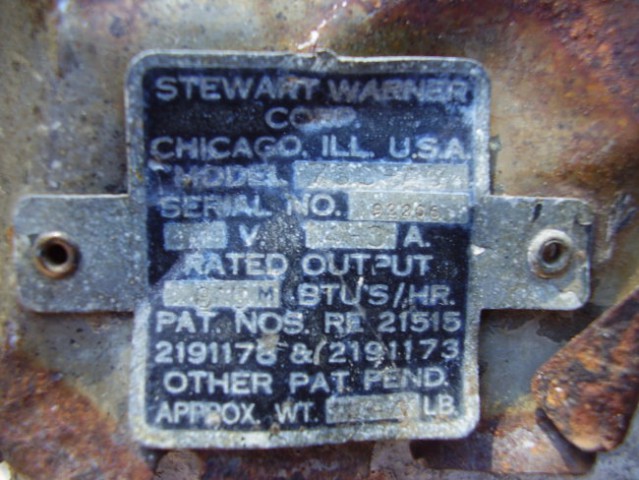 STEWART WARNER
CORP
CHICAGO, ILL. U.S.A.
MODEL
SERIAL NO.
V. A.
RATED OUTPUT
M BTU'S/HR.
PAT. NOS. RE 21515
2191178 & 2191173
OTHER PAT. PEND.
APPROX. WT. LB.